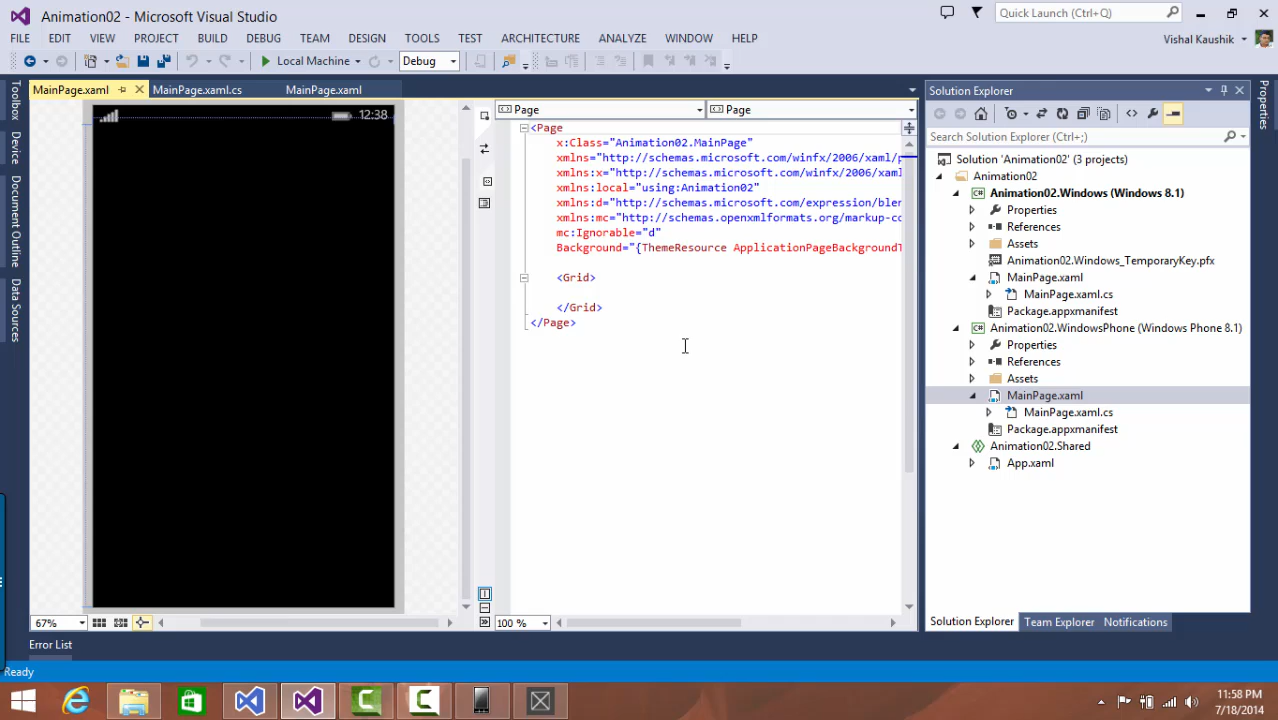 Animation02 - Microsoft Visual Studio
Quick Launch (Ctrl+Q)
FILE EDIT VIEW PROJECT BUILD DEBUG TEAM DESIGN TOOLS TEST ARCHITECTURE ANALYZE WINDOW HELP
Vishal Kaushik
Local Machine
Debug
Toolbox
Device
Document Outline
Data Sources
MainPage.xaml
MainPage.xaml.cs
MainPage.xaml
12:38
67%
Page
Page
<Page
x:Class="Animation02.MainPage"
xmlns="http://schemas.microsoft.com/winfx/2006/xaml/p
xmlns:x="http://schemas.microsoft.com/winfx/2006/xaml
xmlns:local="using:Animation02"
xmlns:d="http://schemas.microsoft.com/expression/blen
xmlns:mc="http://schemas.openxmlformats.org/markup-co
mc:Ignorable="d"
Background="{ThemeResource ApplicationPageBackgroundT
<Grid>
</Grid>
</Page>
100 %
Solution Explorer
Search Solution Explorer (Ctrl+;)
Solution 'Animation02' (3 projects)
Animation02
Animation02.Windows (Windows 8.1)
Properties
References
Assets
Animation02.Windows_TemporaryKey.pfx
MainPage.xaml
MainPage.xaml.cs
Package.appxmanifest
Animation02.WindowsPhone (Windows Phone 8.1)
Properties
References
Assets
MainPage.xaml
MainPage.xaml.cs
Package.appxmanifest
Animation02.Shared
App.xaml
Solution Explorer Team Explorer Notifications
Properties
Error List
Ready
11:58 PM
7/18/2014